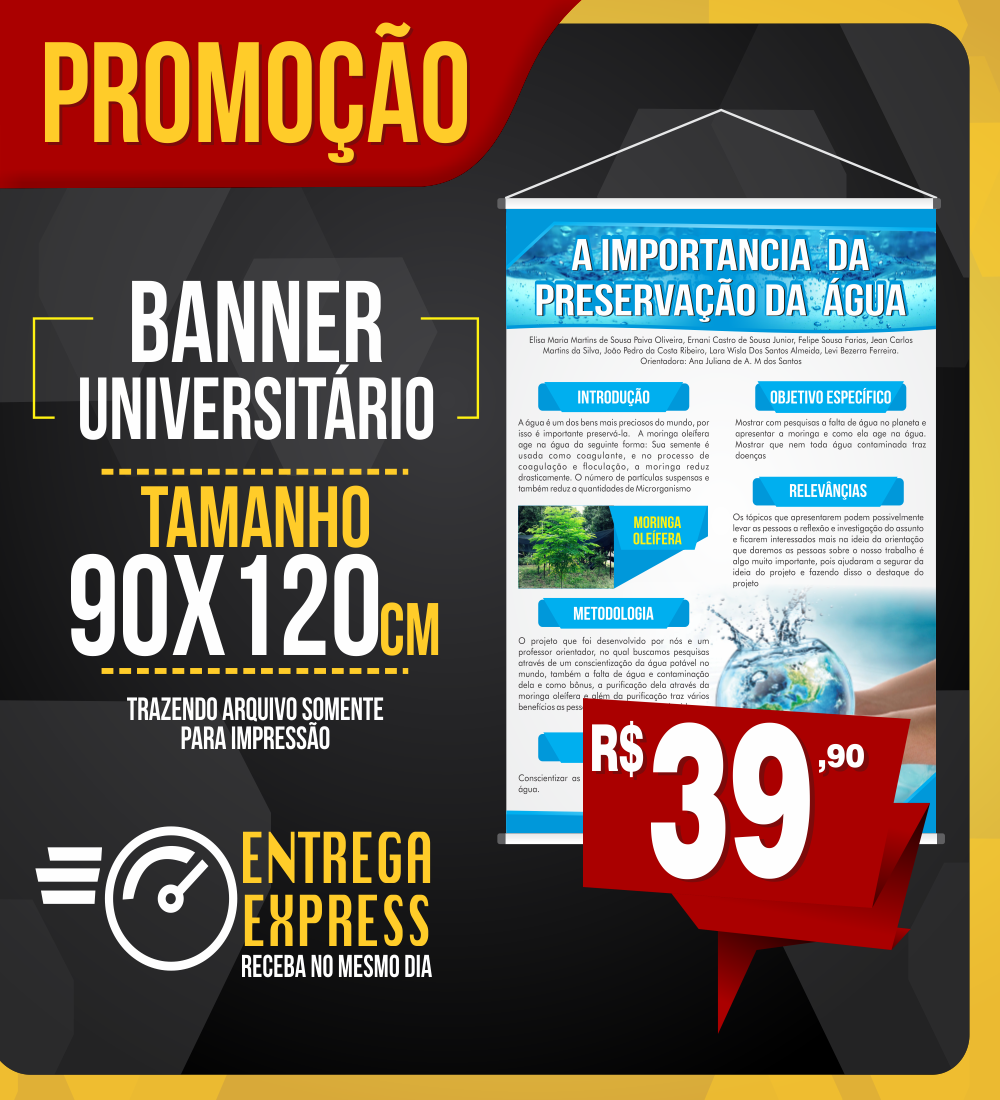 PROMOÇÃO
BANNER
UNIVERSITÁRIO
TAMANHO
90X120CM
TRAZENDO ARQUIVO SOMENTE
PARA IMPRESSÃO
ENTREGA
EXPRESS
RECEBA NO MESMO DIA
A IMPORTANCIA DA
PRESERVAÇÃO DA ÁGUA
Elisa Maria Martins de Sousa Paiva Oliveira, Ernani Castro de Sousa Junior, Felipe Sousa Farias, Jean Carlos
Martins da Silva, João Pedro da Costa Ribeiro, Lara Wisla Dos Santos Almeida, Levi Bezerra Ferreira.
Orientadora: Ana Juliana de A. M dos Santos
INTRODUÇÃO
A água é um dos bens mais preciosos do mundo, por
isso é importante preservá-la. A moringa oleífera
age na água da seguinte forma: Sua semente é
usada como coagulante, e no processo de
coagulação e floculação, a moringa reduz
drasticamente. O número de partículas suspensas e
também reduz a quantidades de Microrganismo
MORINGA
OLEÍFERA
METODOLOGIA
O projeto que foi desenvolvido por nós e um
professor orientador, no qual buscamos pesquisas
através de um conscientização da água potável no
mundo, também a falta de água e contaminação
dela e como bônus, a purificação dela através da
moringa oleífera e além da purificação traz vários
benefícios as
Conscientizar as
água.
OBJETIVO ESPECÍFICO
Mostrar com pesquisas a falta de água no planeta e
apresentar a moringa e como ela age na água.
Mostrar que nem toda água contaminada traz
doenças
RELEVÂNÇIAS
Os tópicos que apresentarem podem possivelmente
levar as pessoas a reflexão e investigação do assunto
e ficarem interessados mais na ideia da orientação
que daremos as pessoas sobre o nosso trabalho é
algo muito importante, pois ajudaram a segurar da
ideia do projeto e fazendo disso o destaque do
projeto
R$ 39,90